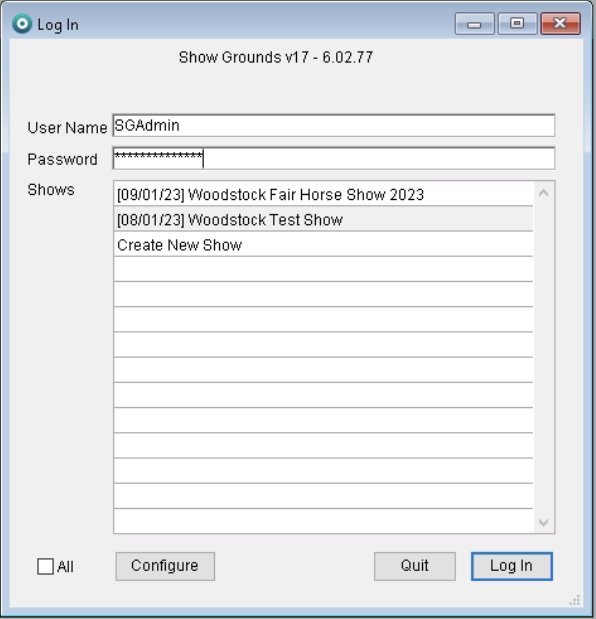 Log In
Show Grounds v17 - 6.02.77
User Name SGAdmin
Password **************
Shows
[09/01/23] Woodstock Fair Horse Show 2023
[08/01/23] Woodstock Test Show
Create New Show
All Configure Quit Log In